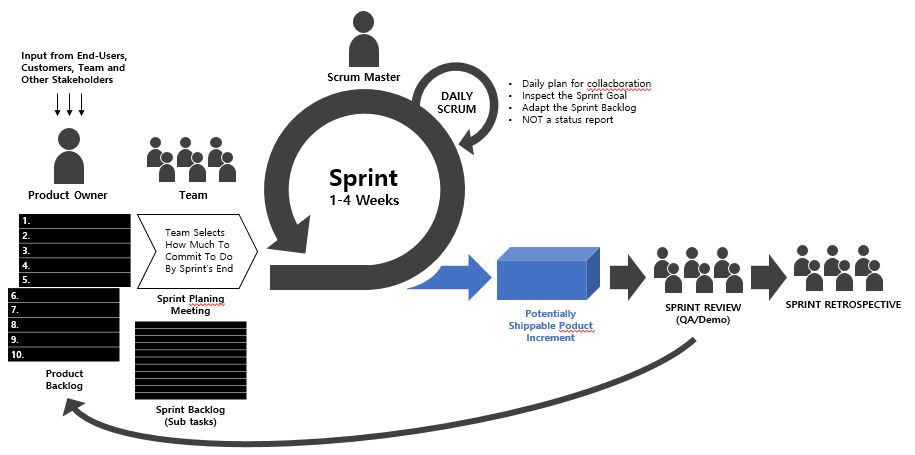 Input from End-Users,
Customers, Team and
Other Stakeholders
Product Owner
Team
Scrum Master
DAILY
SCRUM
• Daily plan for collacboration
• Inspect the Sprint Goal
• Adapt the Sprint Backlog
• NOT a status report
Sprint
1-4 Weeks
1.
2.
3.
4.
5.
6.
7.
8.
9.
10.
Product
Backlog
Team Selects
How Much To
Commit To Do
By Sprint's End
Sprint Planing
Meeting
Sprint Backlog
(Sub tasks)
Potentially
Shippable Poduct
Increment
SPRINT REVIEW
(QA/Demo)
SPRINT RETROSPECTIVE